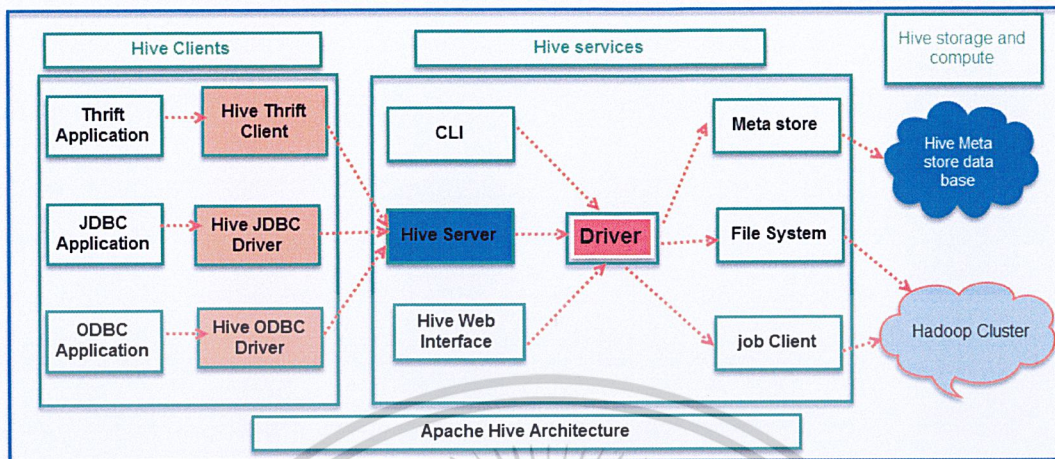 Hive Clients
Hive services
Hive storage and
compute
Thrift
Application
Hive Thrift
Client
CLI
Meta store
Hive Meta
store data
base
JDBC
Application
Hive JDBC
Driver
Hive Server
Driver
File System
ODBC
Application
Hive ODBC
Driver
Hive Web
Interface
job Client
Hadoop Cluster
Apache Hive Architecture